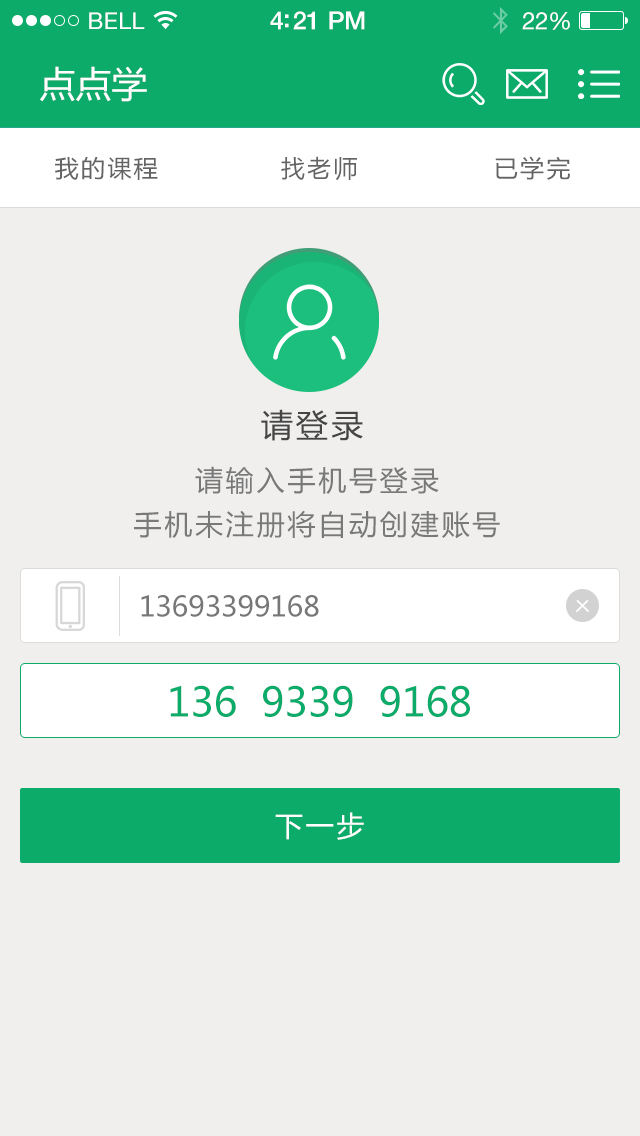 BELL 4:21 PM 22%
点点学
我的课程 找老师 已学完
请登录
请输入手机号登录
手机未注册将自动创建账号
13693399168
136 9339 9168
下一步